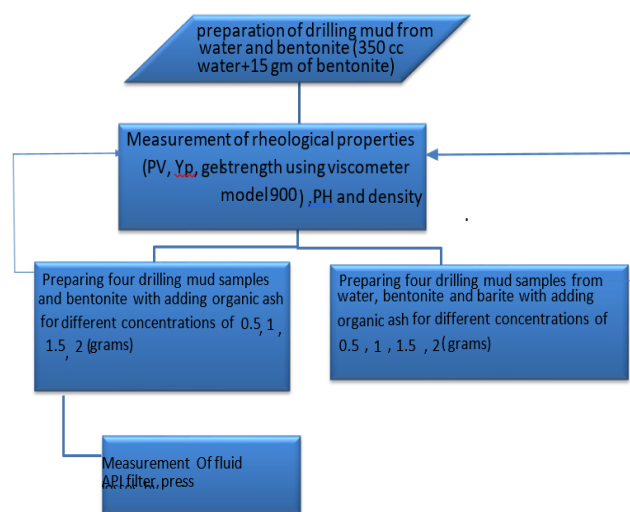 preparation of drilling mud from
water and bentonite (350 cc
water+15 gm of bentonite)
Measurement of rheological properties
(PV, Yp, gelstrength using viscometer
model 900) ,PH and density
Preparing four drilling mud samples
and bentonite with adding organic ash
for different concentrations of 0.5, 1 ,
1.5, 2 (grams)
Preparing four drilling mud samples from
water, bentonite and barite with adding
organic ash for different concentrations of
0.5 , 1 , 1.5 , 2(grams)
Measurement Of fluid
API filter press